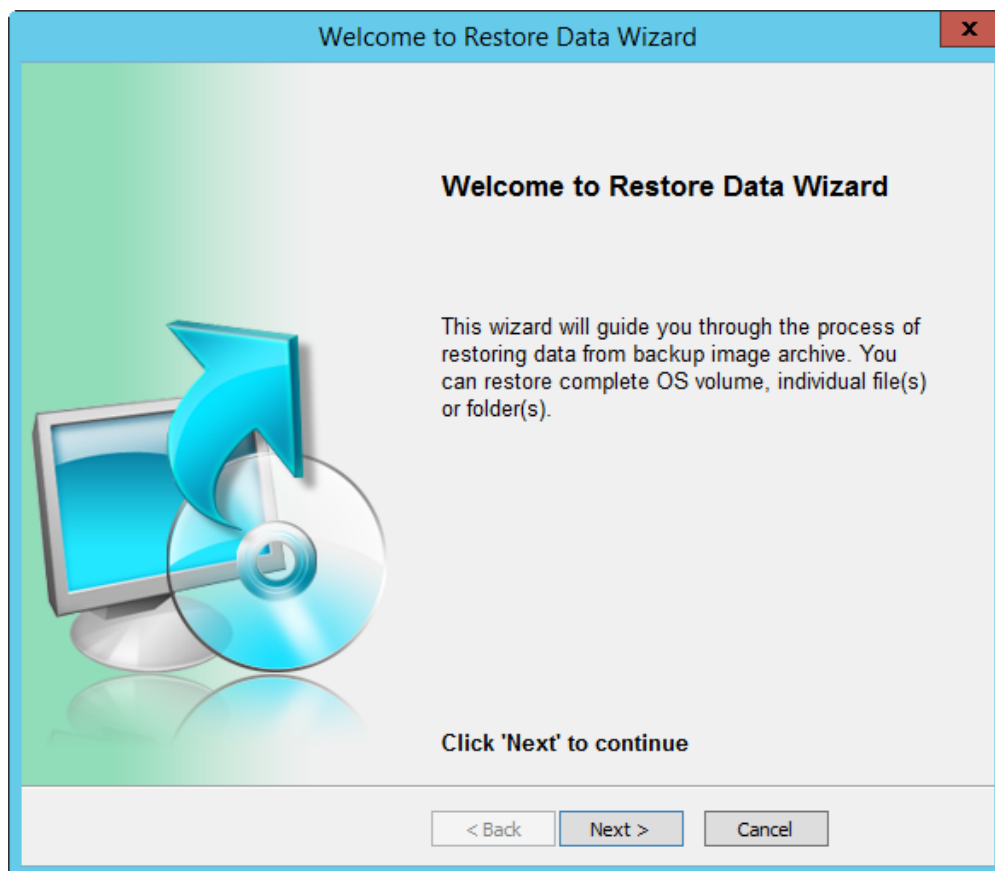 Welcome to Restore Data Wizard
x
Welcome to Restore Data Wizard
This wizard will guide you through the process of
restoring data from backup image archive. You
can restore complete OS volume, individual file(s)
or folder(s).
Click 'Next' to continue
< Back Next > Cancel